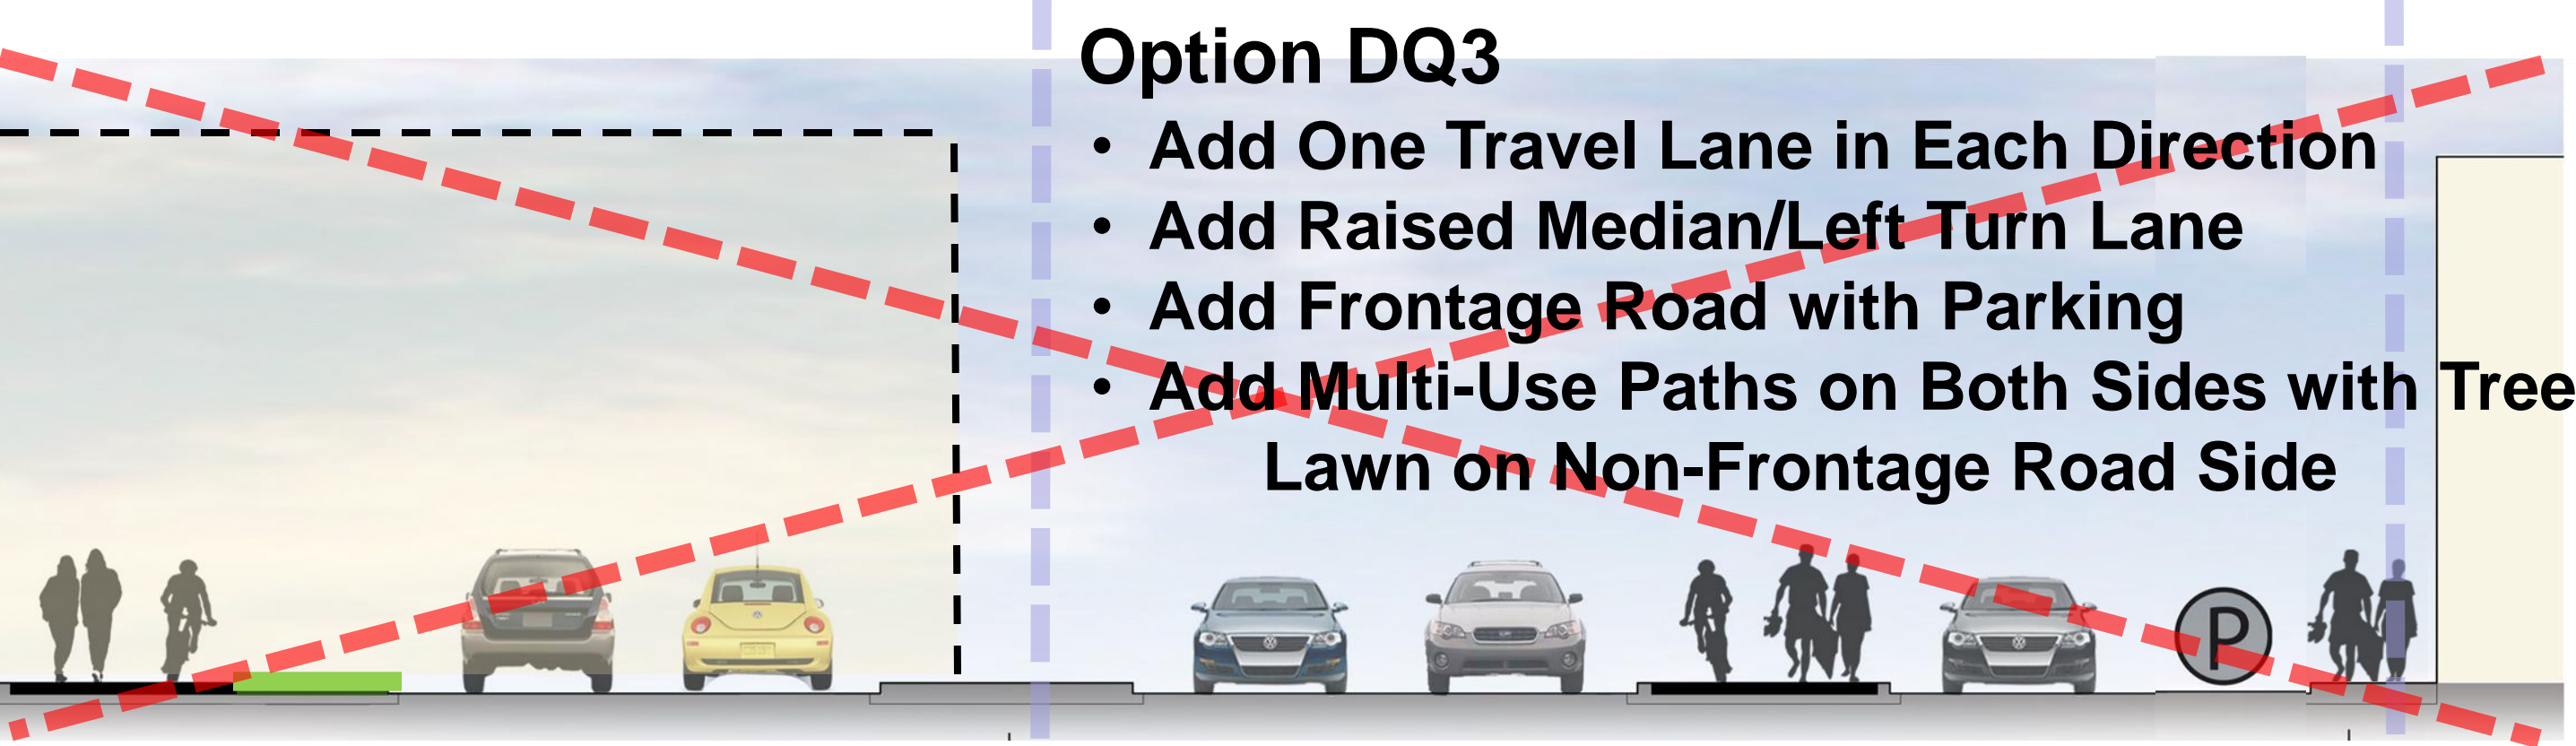 Option DQ3
• Add One Travel Lane in Each Direction
• Add Raised Median/Left Turn Lane
• Add Frontage Road with Parking
• Add Multi-Use Paths on Both Sides with Tree
Lawn on Non-Frontage Road Side
P